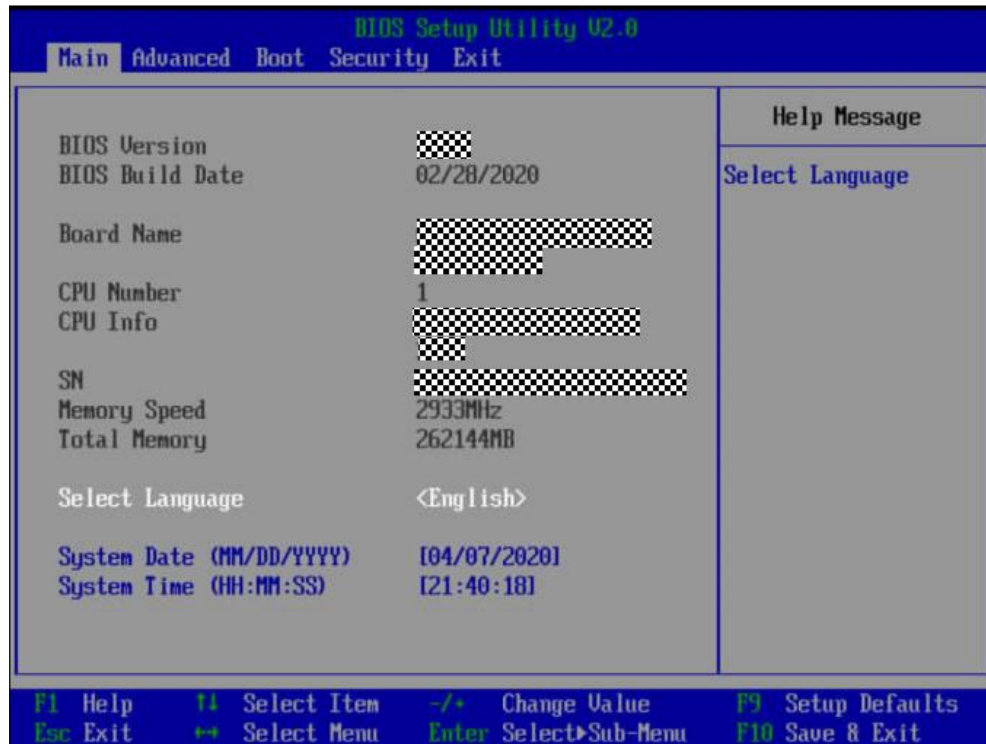 BIOS Setup Utility V2.0
Main Advanced Boot Security Exit
BIOS Version
BIOS Build Date 02/28/2020
Board Name
CPU Number 1
CPU Info
SN
Memory Speed 2933MHz
Total Memory 262144MB
Select Language <English>
System Date (MM/DD/YYYY) [04/07/2020]
System Time (HH:MM:SS) [21:40:18]
Help Message
Select Language
F1 Help ↑↓ Select Item -/+ Change Value F9 Setup Defaults
Esc Exit ←→ Select Menu Enter Select▶Sub-Menu F10 Save & Exit